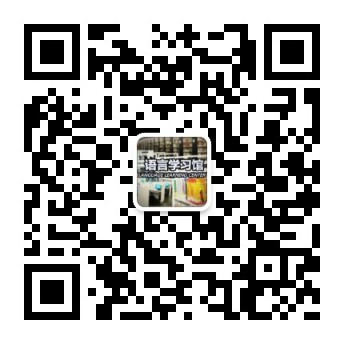 语言学习馆
LANGUAGE LEARNING CENTER